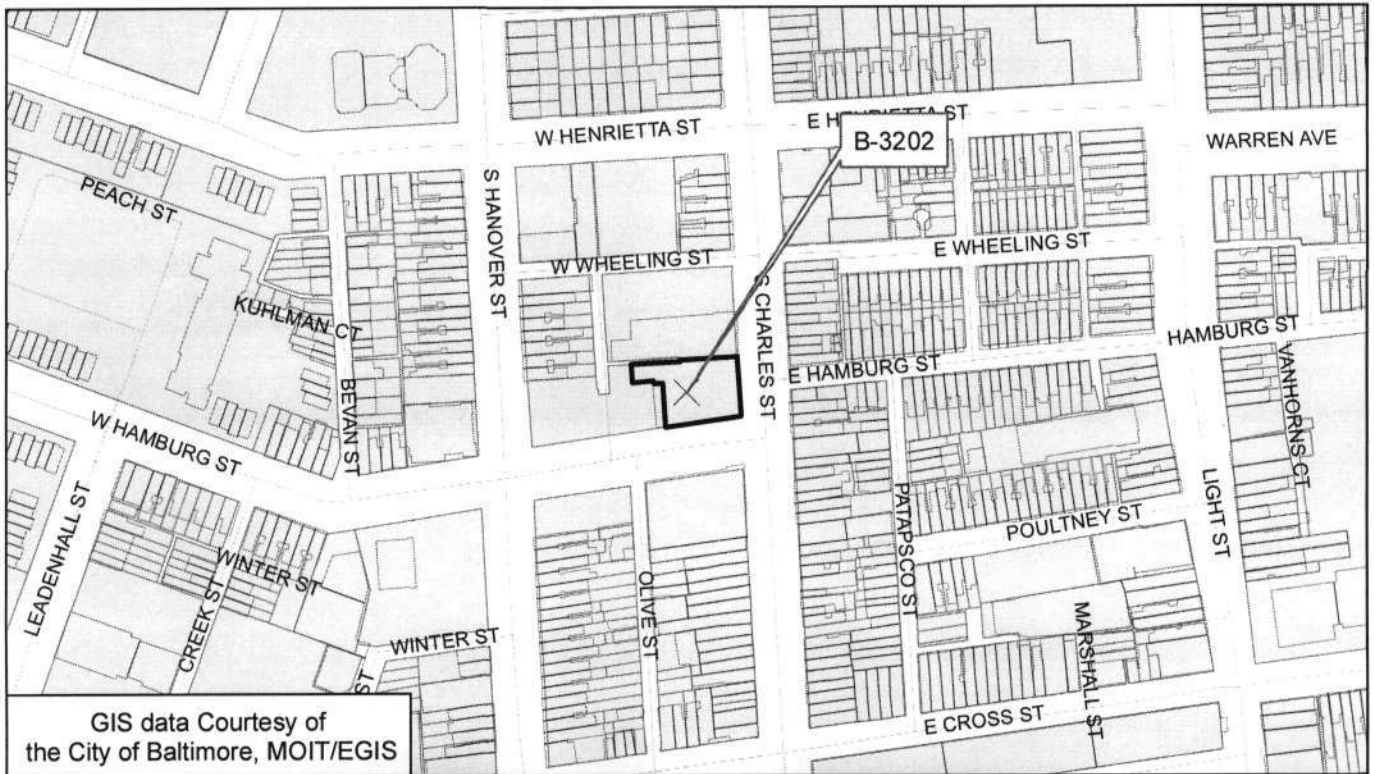 W HENRIETTA ST
E HENRIETTA ST
B-3202
WARREN AVE
PEACH ST
S HANOVER ST
W WHEELING ST
E WHEELING ST
S CHARLES ST
KUHLMAN CT
BEVAN ST
E HAMBURG ST
HAMBURG ST
VANHORNS CT
W HAMBURG ST
LEADENHALL ST
WINTER ST
CREEK ST
OLIVE ST
PATAPSCO ST
POULTNEY ST
LIGHT ST
WINTER ST
ST
MARSHALL ST
E CROSS ST
GIS data Courtesy of
the City of Baltimore, MOIT/EGIS